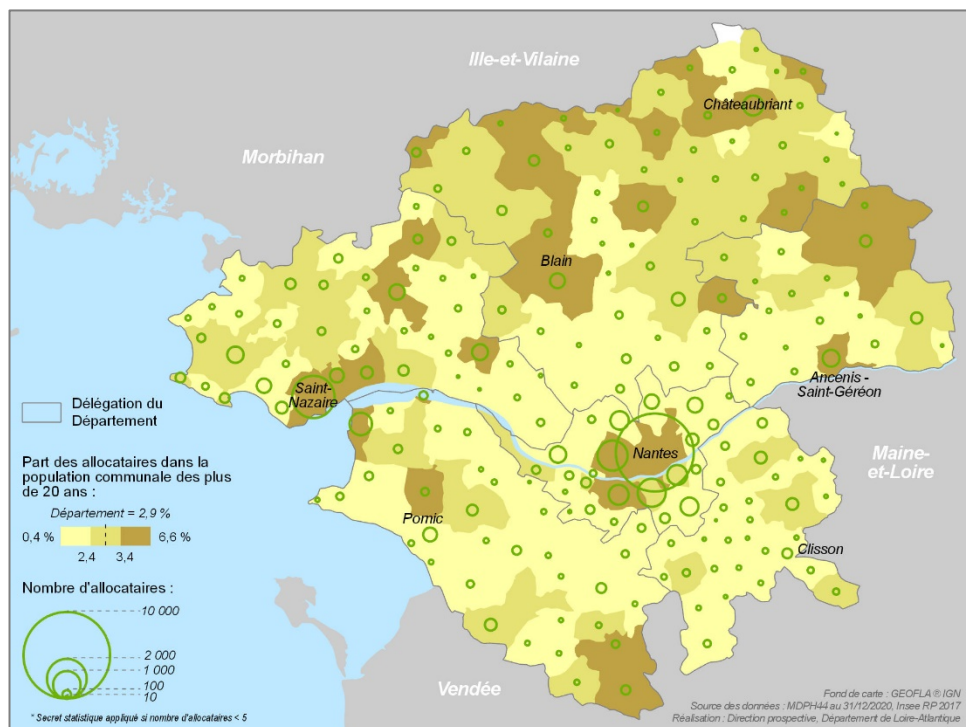 Ille-et-Vilaine
Châteaubriant
Morbihan
Blain
Saint-
Nazaire
Ancenis -
Saint-Géréon
Délégation du
Département
Nantes
Maine-
et-Loire
Part des allocataires dans la
population communale des plus
de 20 ans :
Département = 2,9 %
0,4 % 6,6 %
2,4 3,4
Pornic
Clisson
Nombre d'allocataires :
10 000
2 000
1 000
100
10
Vendée
* Secret statistique appliqué si nombre d'allocataires < 5
Fond de carte : GEOFLA ® IGN
Source des données : MDPH44 au 31/12/2020, Insee RP 2017
Réalisation : Direction prospective, Département de Loire-Atlantique